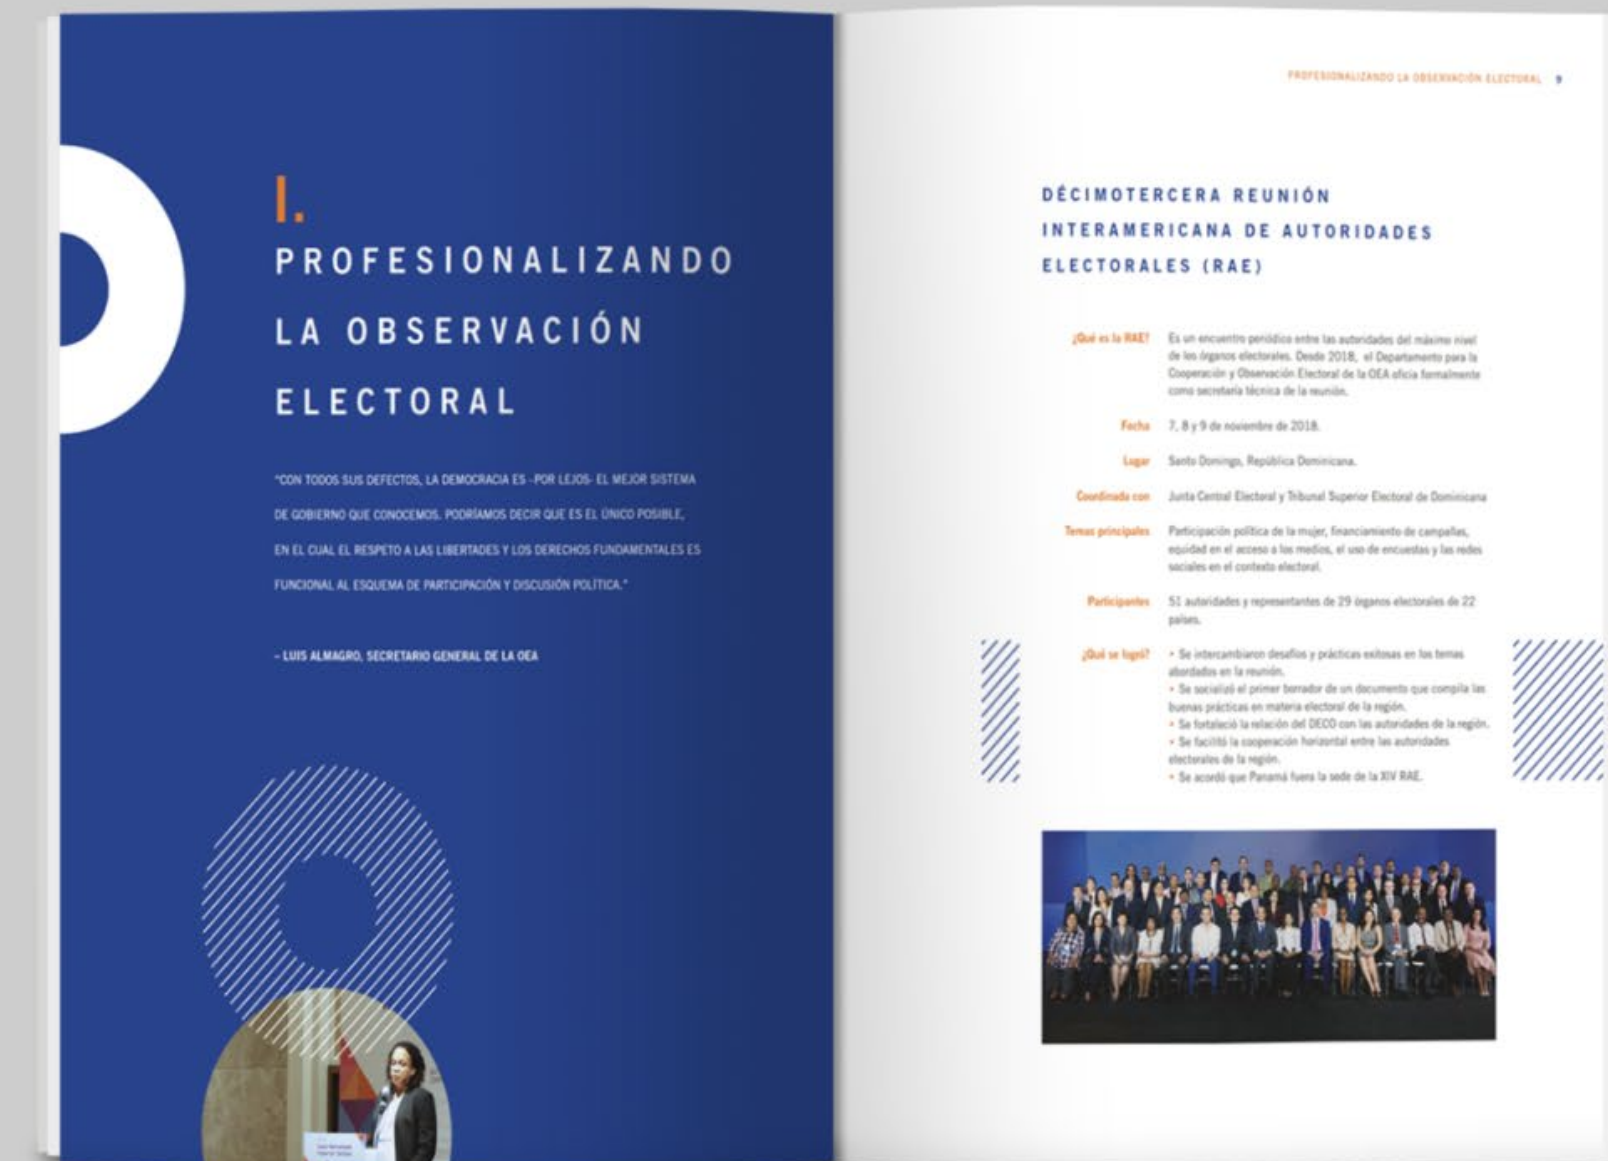 I.
PROFESIONALIZANDO
LA OBSERVACIÓN
ELECTORAL
"CON TODOS SUS DEFECTOS, LA DEMOCRACIA ES -POR LEJOS- EL MEJOR SISTEMA
DE GOBIERNO QUE CONOCEMOS. PODRÍAMOS DECIR QUE ES EL ÚNICO POSIBLE,
EN EL CUAL EL RESPETO A LAS LIBERTADES Y LOS DERECHOS FUNDAMENTALES ES
FUNCIONAL AL ESQUEMA DE PARTICIPACIÓN Y DISCUSIÓN POLÍTICA."
– LUIS ALMAGRO, SECRETARIO GENERAL DE LA OEA
PROFESIONALIZANDO LA OBSERVACIÓN ELECTORAL 9
DÉCIMOTERCERA REUNIÓN
INTERAMERICANA DE AUTORIDADES
ELECTORALES (RAE)
¿Qué es la RAE? Es un encuentro periódico entre las autoridades del máximo nivel
de los órganos electorales. Desde 2018, el Departamento para la
Cooperación y Observación Electoral de la OEA oficia formalmente
como secretaría técnica de la reunión.
Fecha 7, 8 y 9 de noviembre de 2018.
Lugar Santo Domingo, República Dominicana.
Coordinada con Junta Central Electoral y Tribunal Superior Electoral de Dominicana
Temas principales Participación política de la mujer, financiamiento de campañas,
equidad en el acceso a los medios, el uso de encuestas y las redes
sociales en el contexto electoral.
Participantes 51 autoridades y representantes de 29 órganos electorales de 22
países.
¿Qué se logró? • Se intercambiaron desafíos y prácticas exitosas en los temas
abordados en la reunión.
• Se socializó el primer borrador de un documento que compila las
buenas prácticas en materia electoral de la región.
• Se fortaleció la relación del DECO con las autoridades de la región.
• Se facilitó la cooperación horizontal entre las autoridades
electorales de la región.
• Se acordó que Panamá fuera la sede de la XIV RAE.